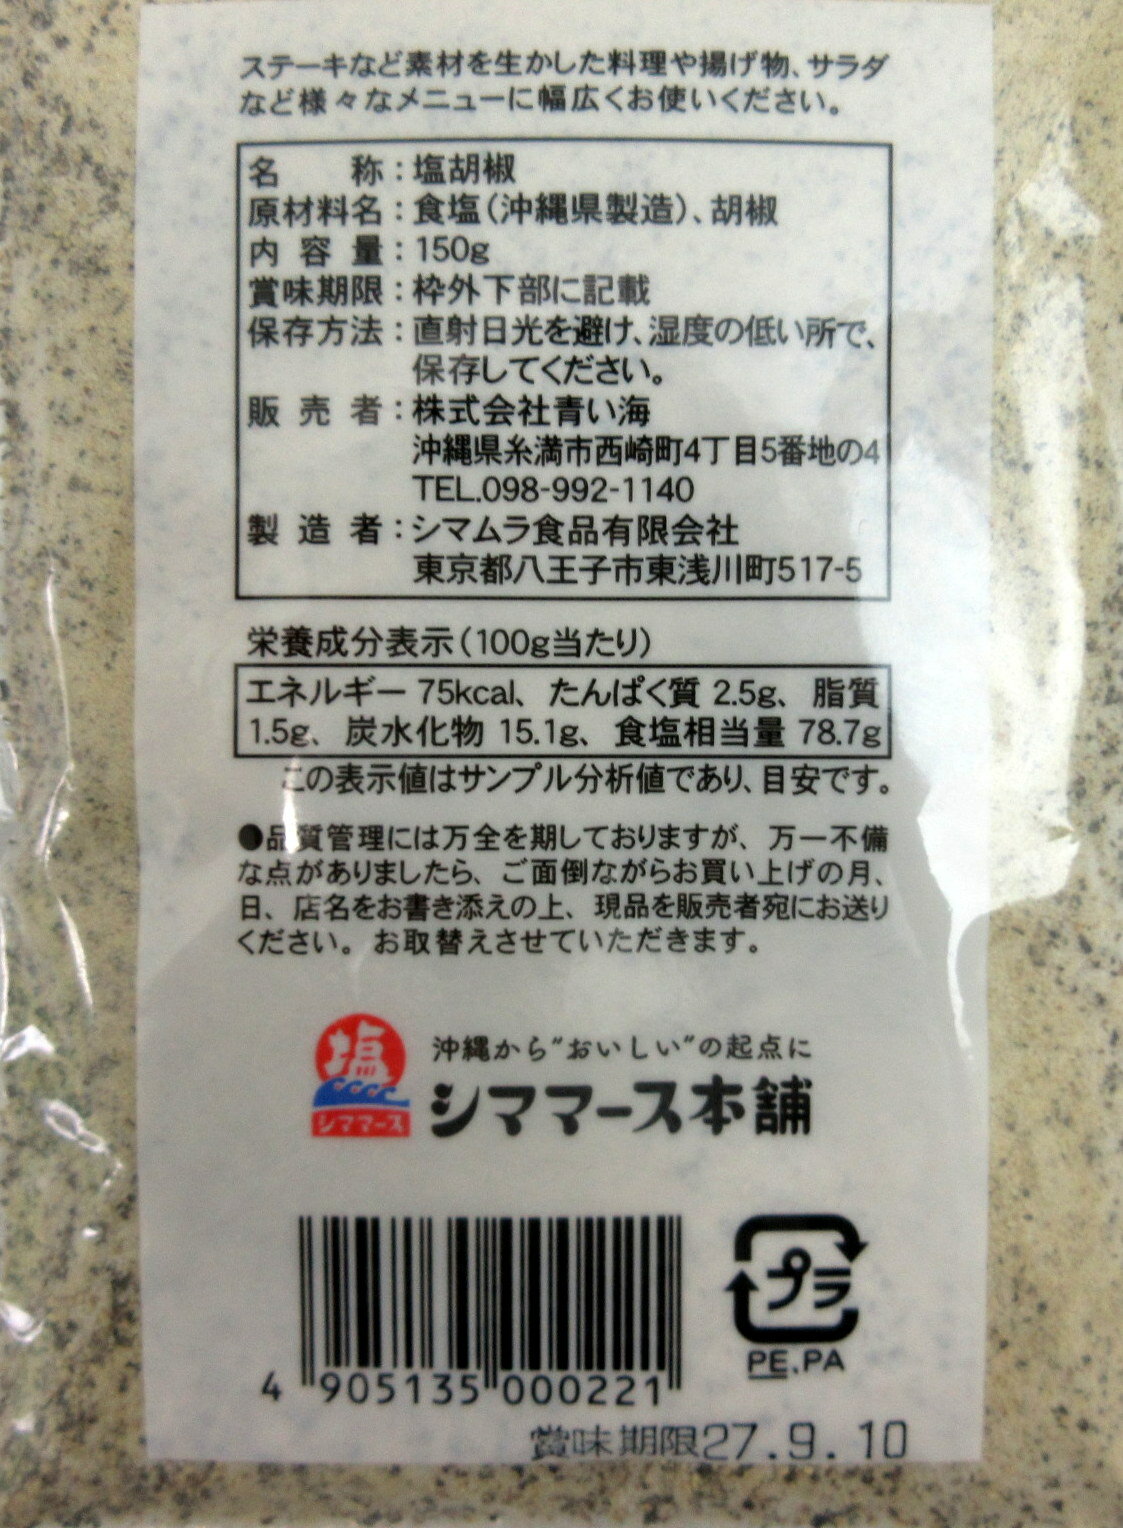 ステーキなど素材を生かした料理や揚げ物、サラダ
など様々なメニューに幅広くお使いください。
名　　称：塩胡椒
原材料名：食塩（沖縄県製造）、胡椒
内 容 量：150g
賞味期限：枠外下部に記載
保存方法：直射日光を避け、湿度の低い所で、
保存してください。
販 売 者：株式会社青い海
沖縄県糸満市西崎町4丁目5番地の4
TEL.098-992-1140
製 造 者：シマムラ食品有限会社
東京都八王子市東浅川町517-5
栄養成分表示（100g当たり）
エネルギー 75kcal、たんぱく質 2.5g、脂質
1.5g、炭水化物 15.1g、食塩相当量 78.7g
この表示値はサンプル分析値であり、目安です。
●品質管理には万全を期しておりますが、万一不備
な点がありましたら、ご面倒ながらお買い上げの月、
日、店名をお書き添えの上、現品を販売者宛にお送り
ください。お取替えさせていただきます。
塩
シママース
沖縄から"おいしい"の起点に
シママース本舗
プラ
PE.PA
4 905135 000221
賞味期限27.9.10